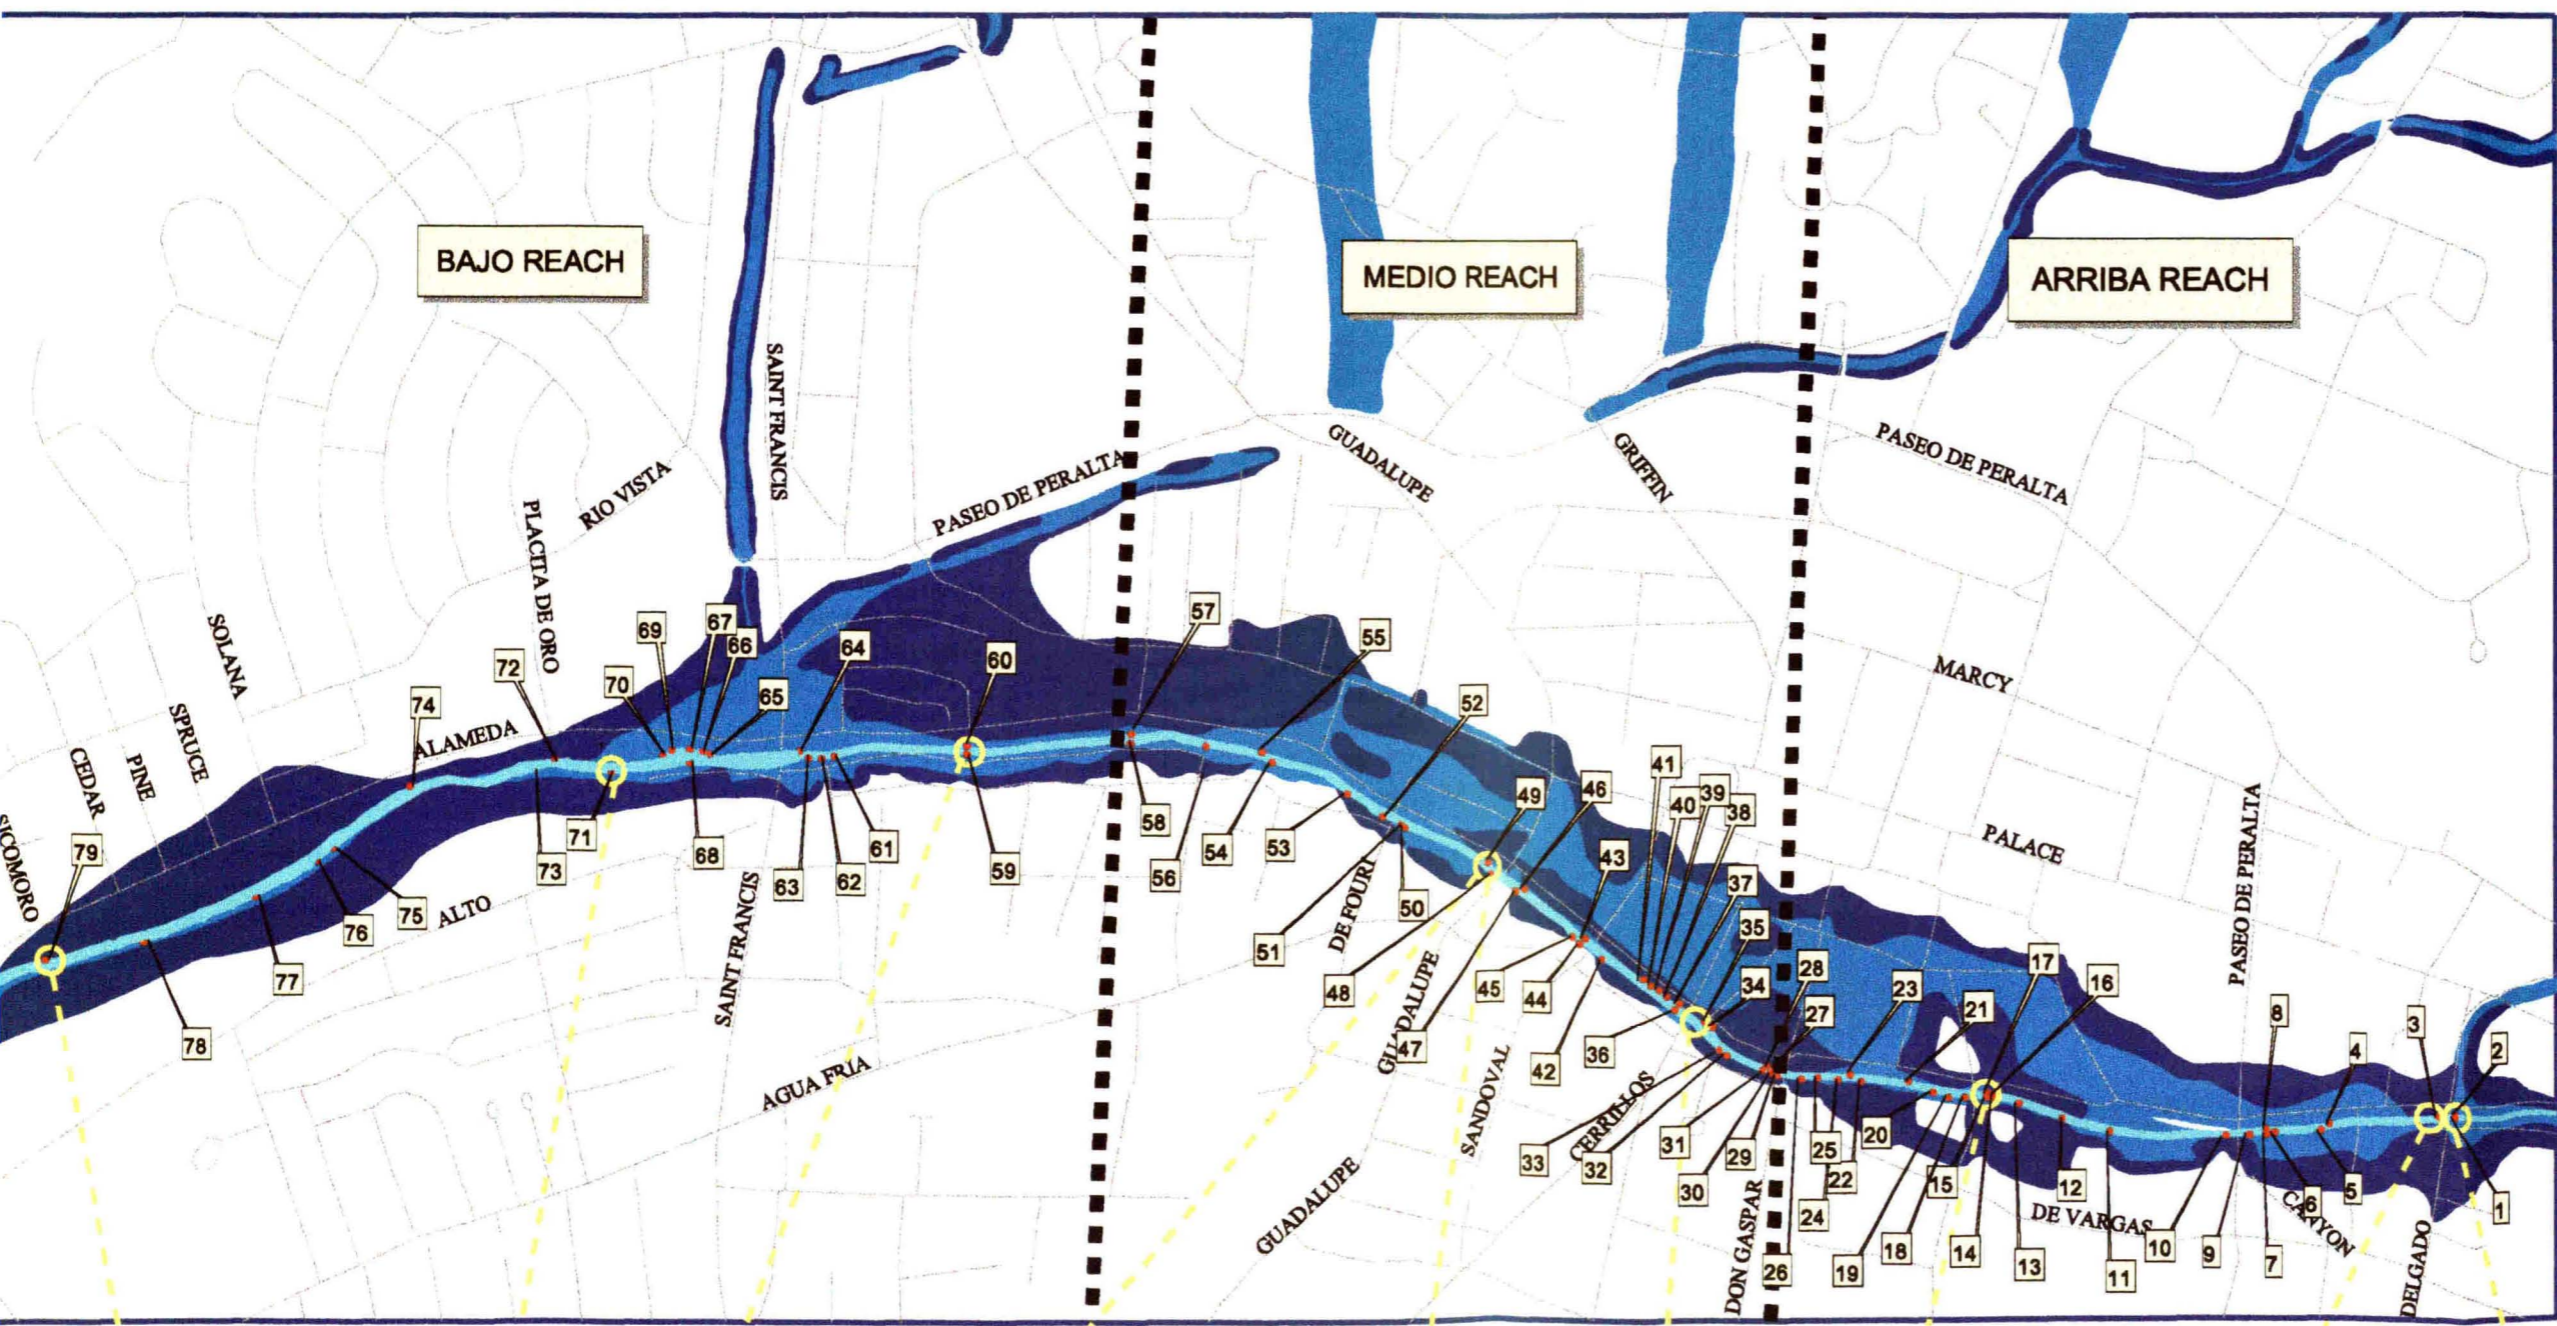 BAJO REACH
MEDIO REACH
ARRIBA REACH
SAINT FRANCIS
PASEO DE PERALTA
GUADALUPE
GRIFFIN
PASEO DE PERALTA
RIO VISTA
PLACITA DE ORO
SOLANA
SPRUCE
PINE
CEDAR
SICOMORO
ALAMEDA
ALTO
SAINT FRANCIS
AGUA FRIA
DE FOURI
GUADALUPE
GUADALUPE
SANDOVAL
CERRILLOS
DON GASPAR
MARCY
PALACE
PASEO DE PERALTA
DE VARGAS
CANYON
DELGADO
79
78
77
76
75
74
73
72
71
70
69
68
67
66
65
64
63
62
61
60
59
58
57
56
55
54
53
52
51
50
49
48
47
46
45
44
43
42
41
40
39
38
37
36
35
34
33
32
31
30
29
28
27
26
25
24
23
22
21
20
19
18
17
16
15
14
13
12
11
10
9
8
7
6
5
4
3
2
1